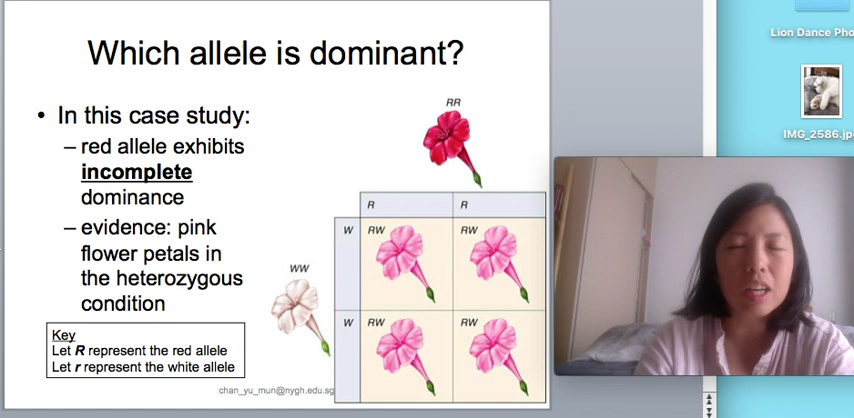 Which allele is dominant?
• In this case study:
– red allele exhibits
incomplete
dominance
– evidence: pink
flower petals in
the heterozygous
condition
Key
Let R represent the red allele
Let r represent the white allele
chan_yu_mun@nygh.edu.sg
RR
R R
W RW RW
WW
W RW RW
Lion Dance Pho
IMG_2586.jp